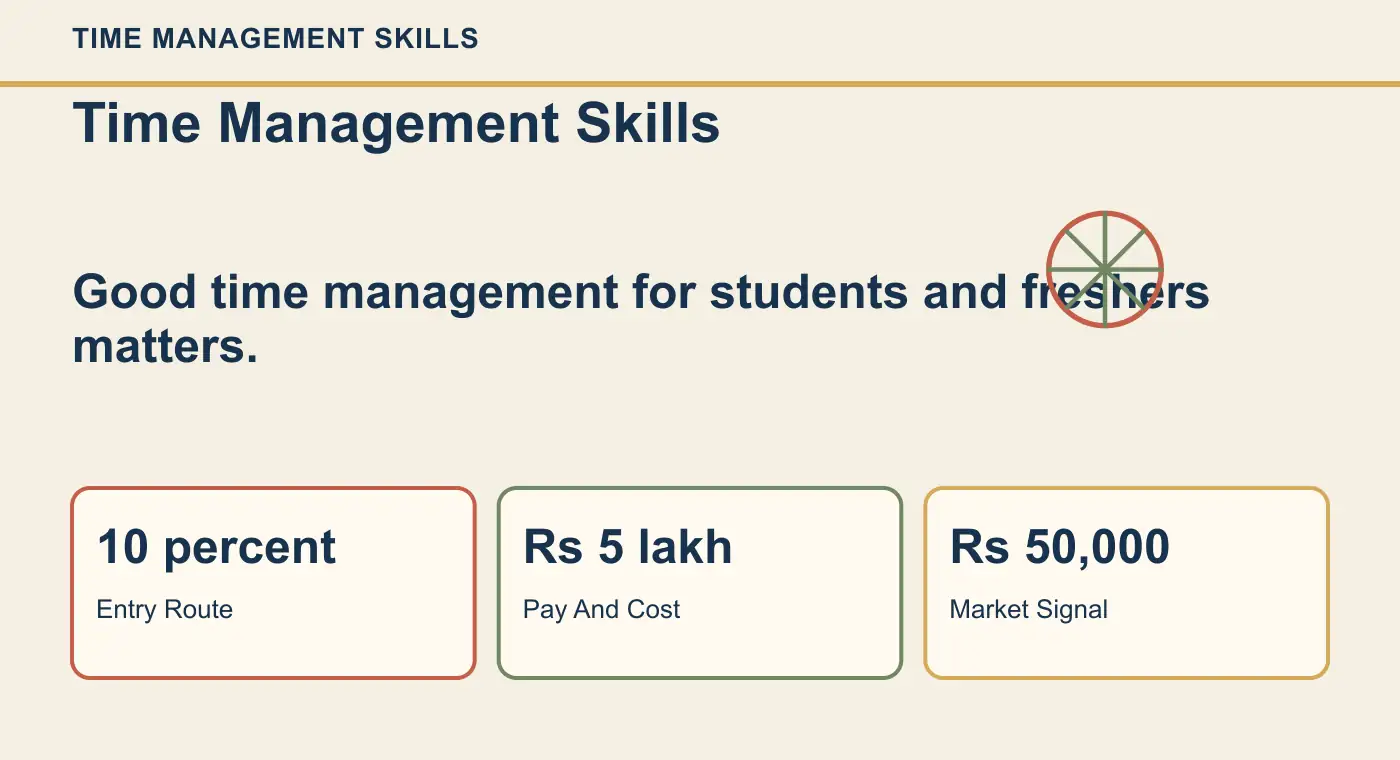 TIME MANAGEMENT SKILLS
Time Management Skills
Good time management for students and freshers
matters.
10 percent
Entry Route
Rs 5 lakh
Pay And Cost
Rs 50,000
Market Signal